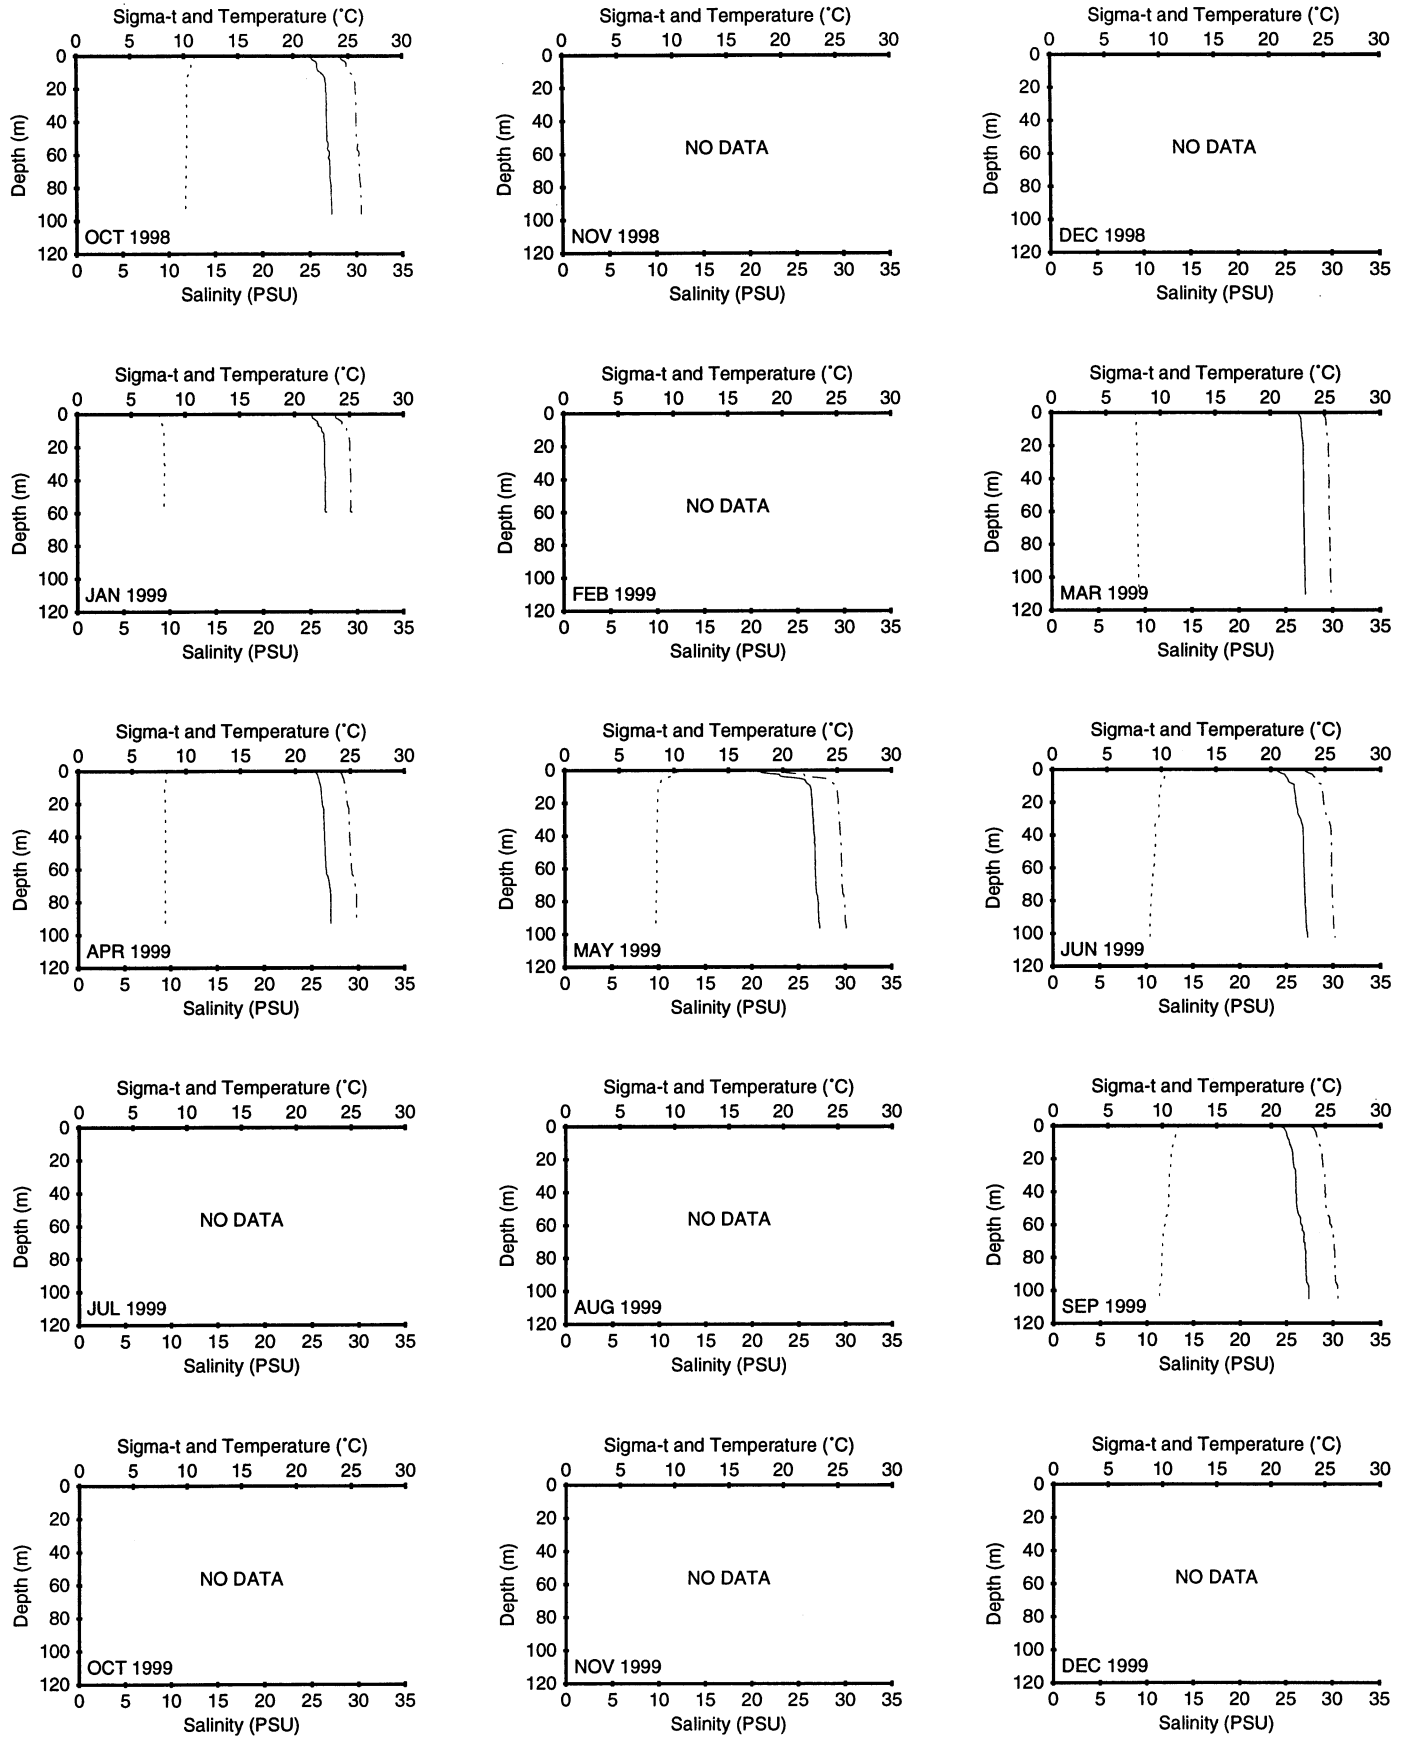 Sigma-t and Temperature (˚C)
0 5 10 15 20 25 30
0
20
40
60
80
100
120
Depth (m)
OCT 1998
0 5 10 15 20 25 30 35
Salinity (PSU)
Sigma-t and Temperature (˚C)
0 5 10 15 20 25 30
0
20
40
60
80
100
120
Depth (m)
NO DATA
NOV 1998
0 5 10 15 20 25 30 35
Salinity (PSU)
Sigma-t and Temperature (˚C)
0 5 10 15 20 25 30
0
20
40
60
80
100
120
Depth (m)
NO DATA
DEC 1998
0 5 10 15 20 25 30 35
Salinity (PSU)
Sigma-t and Temperature (˚C)
0 5 10 15 20 25 30
0
20
40
60
80
100
120
Depth (m)
JAN 1999
0 5 10 15 20 25 30 35
Salinity (PSU)
Sigma-t and Temperature (˚C)
0 5 10 15 20 25 30
0
20
40
60
80
100
120
Depth (m)
NO DATA
FEB 1999
0 5 10 15 20 25 30 35
Salinity (PSU)
Sigma-t and Temperature (˚C)
0 5 10 15 20 25 30
0
20
40
60
80
100
120
Depth (m)
MAR 1999
0 5 10 15 20 25 30 35
Salinity (PSU)
Sigma-t and Temperature (˚C)
0 5 10 15 20 25 30
0
20
40
60
80
100
120
Depth (m)
APR 1999
0 5 10 15 20 25 30 35
Salinity (PSU)
Sigma-t and Temperature (˚C)
0 5 10 15 20 25 30
0
20
40
60
80
100
120
Depth (m)
MAY 1999
0 5 10 15 20 25 30 35
Salinity (PSU)
Sigma-t and Temperature (˚C)
0 5 10 15 20 25 30
0
20
40
60
80
100
120
Depth (m)
JUN 1999
0 5 10 15 20 25 30 35
Salinity (PSU)
Sigma-t and Temperature (˚C)
0 5 10 15 20 25 30
0
20
40
60
80
100
120
Depth (m)
NO DATA
JUL 1999
0 5 10 15 20 25 30 35
Salinity (PSU)
Sigma-t and Temperature (˚C)
0 5 10 15 20 25 30
0
20
40
60
80
100
120
Depth (m)
NO DATA
AUG 1999
0 5 10 15 20 25 30 35
Salinity (PSU)
Sigma-t and Temperature (˚C)
0 5 10 15 20 25 30
0
20
40
60
80
100
120
Depth (m)
SEP 1999
0 5 10 15 20 25 30 35
Salinity (PSU)
Sigma-t and Temperature (˚C)
0 5 10 15 20 25 30
0
20
40
60
80
100
120
Depth (m)
NO DATA
OCT 1999
0 5 10 15 20 25 30 35
Salinity (PSU)
Sigma-t and Temperature (˚C)
0 5 10 15 20 25 30
0
20
40
60
80
100
120
Depth (m)
NO DATA
NOV 1999
0 5 10 15 20 25 30 35
Salinity (PSU)
Sigma-t and Temperature (˚C)
0 5 10 15 20 25 30
0
20
40
60
80
100
120
Depth (m)
NO DATA
DEC 1999
0 5 10 15 20 25 30 35
Salinity (PSU)